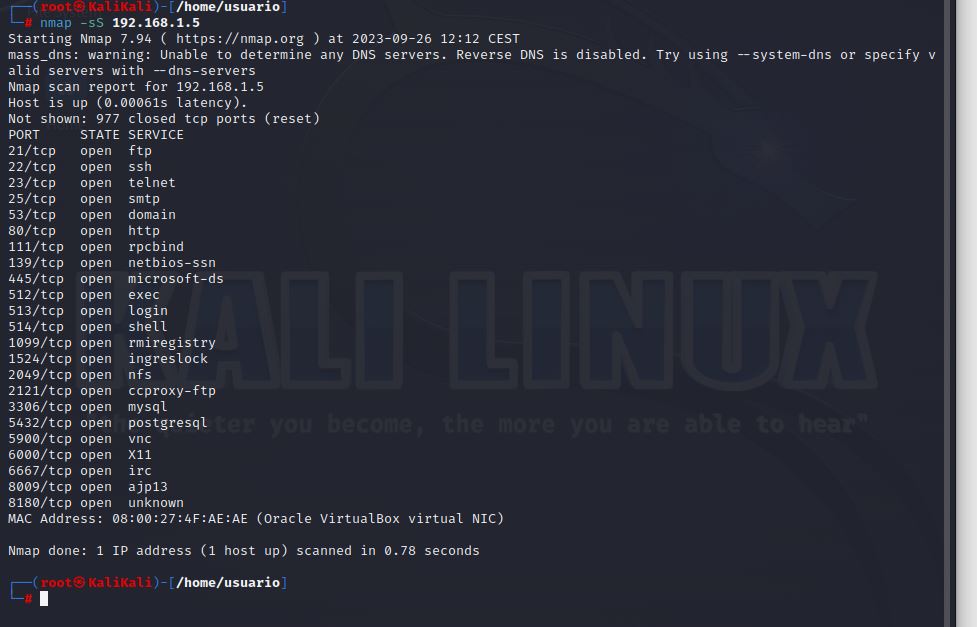 ┌──(root㉿KaliKali)-[/home/usuario]
└─# nmap -sS 192.168.1.5
Starting Nmap 7.94 ( https://nmap.org ) at 2023-09-26 12:12 CEST
mass_dns: warning: Unable to determine any DNS servers. Reverse DNS is disabled. Try using --system-dns or specify v
alid servers with --dns-servers
Nmap scan report for 192.168.1.5
Host is up (0.00061s latency).
Not shown: 977 closed tcp ports (reset)
PORT     STATE SERVICE
21/tcp   open  ftp
22/tcp   open  ssh
23/tcp   open  telnet
25/tcp   open  smtp
53/tcp   open  domain
80/tcp   open  http
111/tcp  open  rpcbind
139/tcp  open  netbios-ssn
445/tcp  open  microsoft-ds
512/tcp  open  exec
513/tcp  open  login
514/tcp  open  shell
1099/tcp open  rmiregistry
1524/tcp open  ingreslock
2049/tcp open  nfs
2121/tcp open  ccproxy-ftp
3306/tcp open  mysql
5432/tcp open  postgresql
5900/tcp open  vnc
6000/tcp open  X11
6667/tcp open  irc
8009/tcp open  ajp13
8180/tcp open  unknown
MAC Address: 08:00:27:4F:AE:AE (Oracle VirtualBox virtual NIC)
Nmap done: 1 IP address (1 host up) scanned in 0.78 seconds
┌──(root㉿KaliKali)-[/home/usuario]
└─#
KALI LINUX
you become, the more you are able to hear"